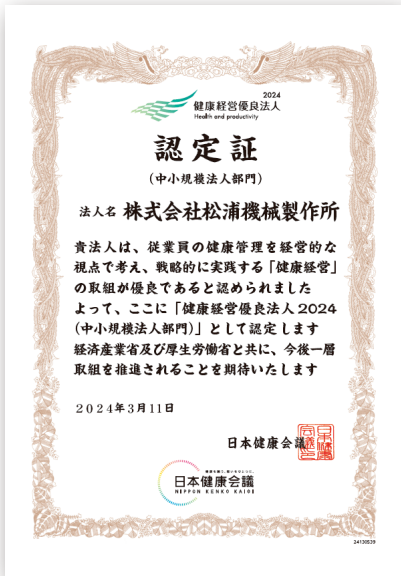 2024
健康経営優良法人
Health and productivity
認定証
(中小規模法人部門)
法人名 株式会社松浦機械製作所
貴法人は、従業員の健康管理を経営的な
視点で考え、戦略的に実践する「健康経営」
の取組が優良であると認められました
よって、ここに「健康経営優良法人2024
(中小規模法人部門)」として認定します
経済産業省及び厚生労働省と共に、今後一層
取組を推進されることを期待いたします
2024年3月11日
日本健康会議
日本健康会議
NIPPON KENKO KAIGI